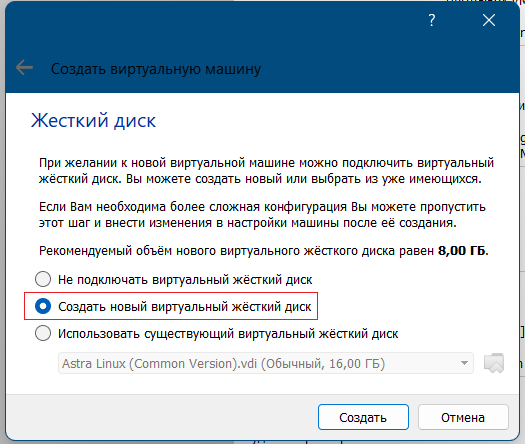 ?
Создать виртуальную машину
Жесткий диск
При желании к новой виртуальной машине можно подключить виртуальный
жёсткий диск. Вы можете создать новый или выбрать из уже имеющихся.
Если Вам необходима более сложная конфигурация Вы можете пропустить
этот шаг и внести изменения в настройки машины после её создания.
Рекомендуемый объём нового виртуального жёсткого диска равен 8,00 ГБ.
Не подключать виртуальный жёсткий диск
Создать новый виртуальный жёсткий диск
Использовать существующий виртуальный жёсткий диск
Astra Linux (Common Version).vdi (Обычный, 16,00 ГБ)
Создать
Отмена